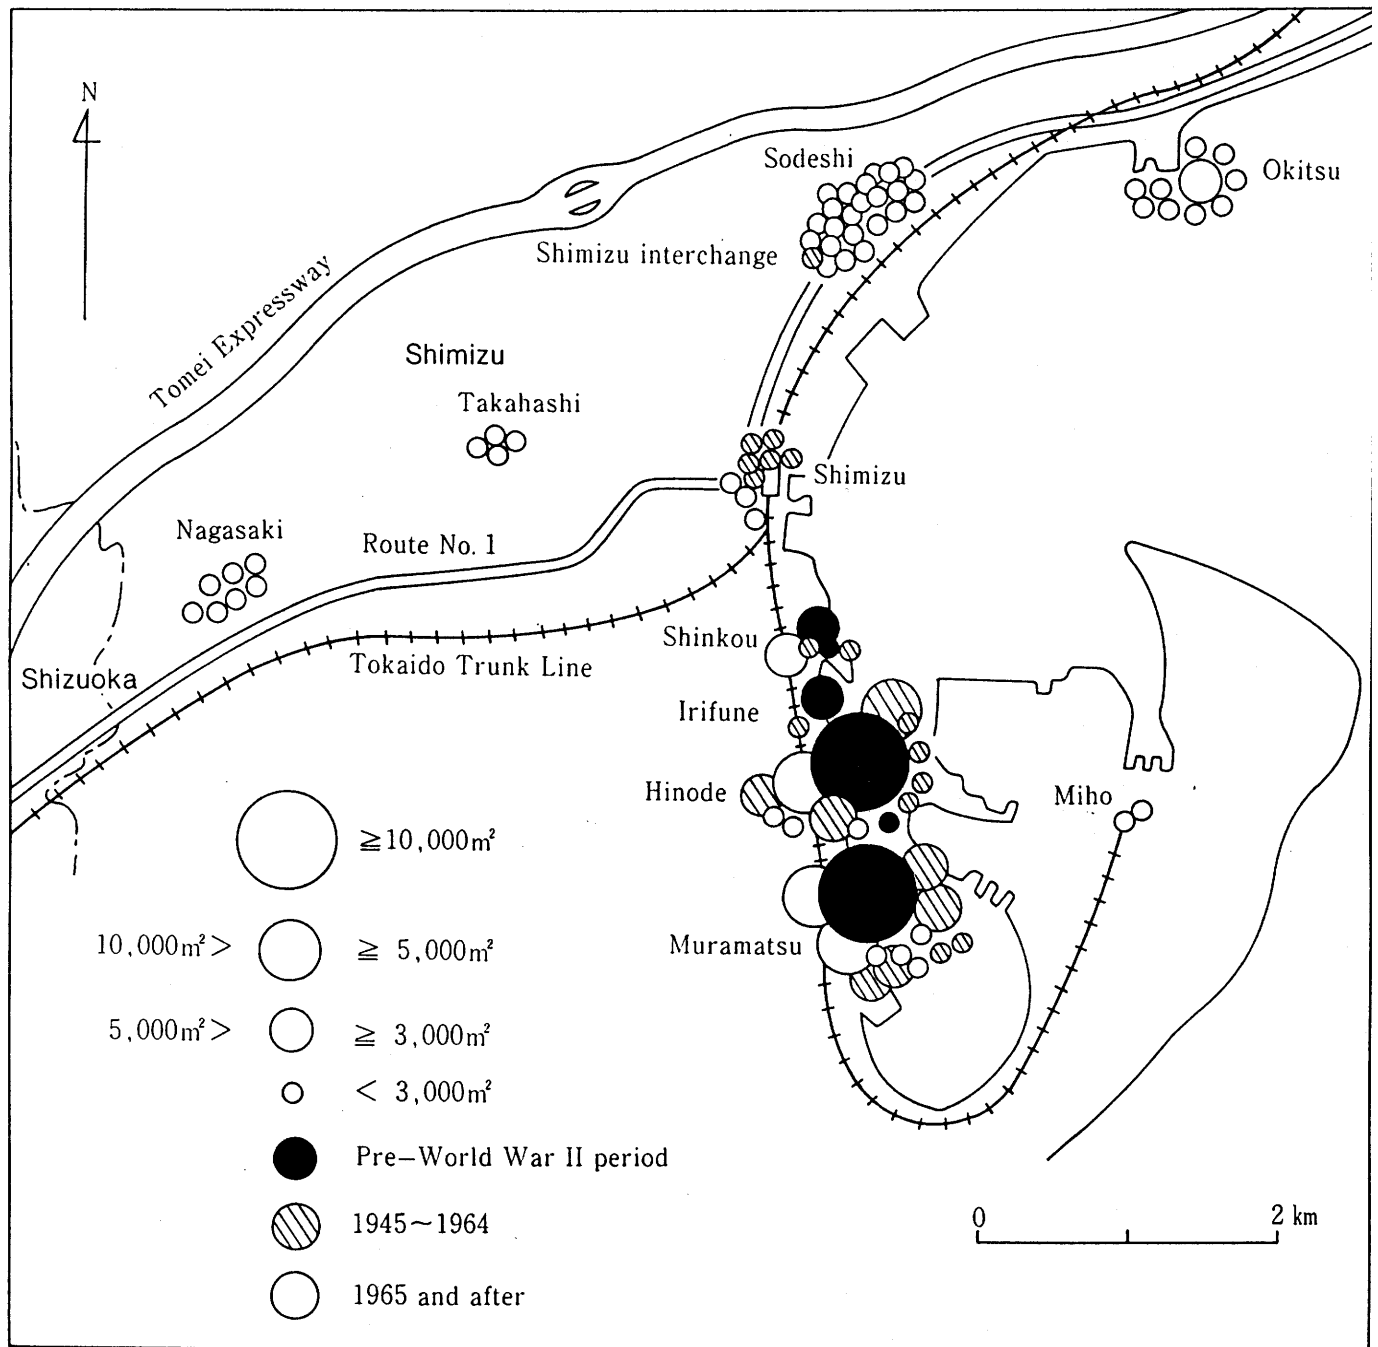 N
Sodeshi
Okitsu
Shimizu interchange
Tomei Expressway
Shimizu
Takahashi
Shimizu
Nagasaki
Route No. 1
Shinkou
Tokaido Trunk Line
Shizuoka
Irifune
Hinode
Miho
≧10,000m²
Muramatsu
10,000m²> ≧ 5,000m²
5,000m²> ≧ 3,000m²
< 3,000m²
Pre–World War II period
0 2 km
1945~1964
1965 and after